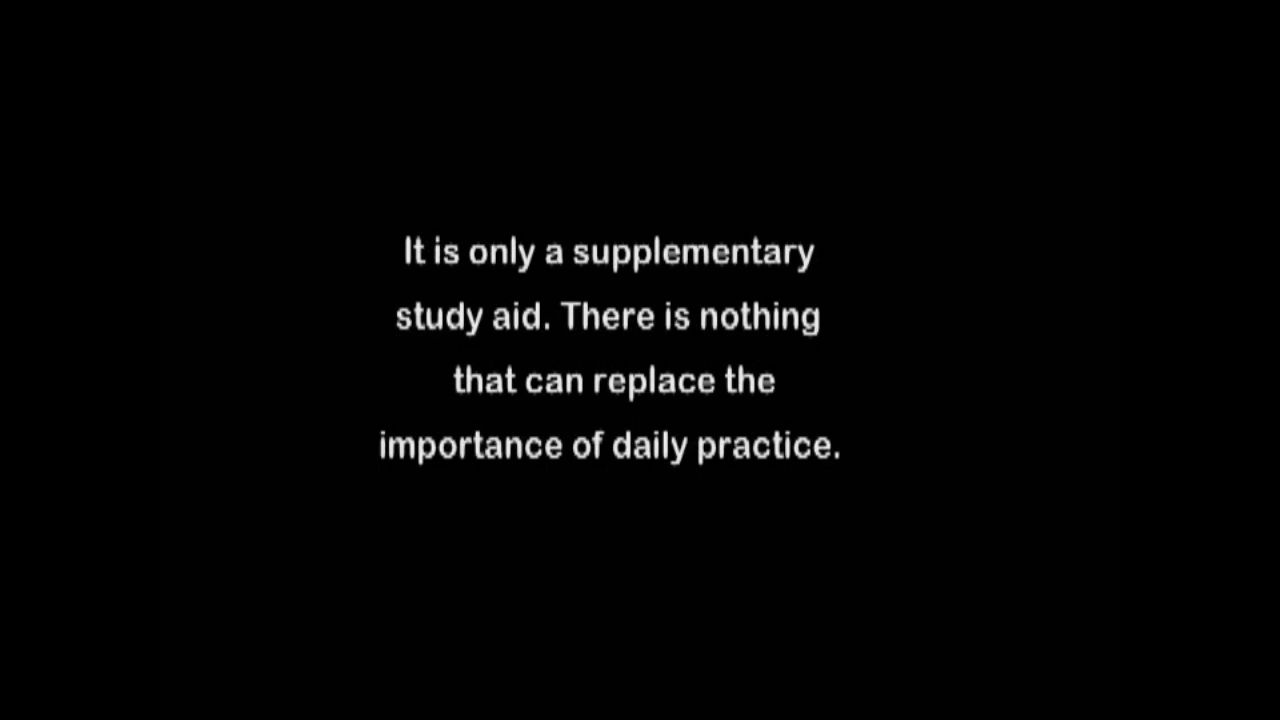 It is only a supplementary
study aid. There is nothing
that can replace the
importance of daily practice.